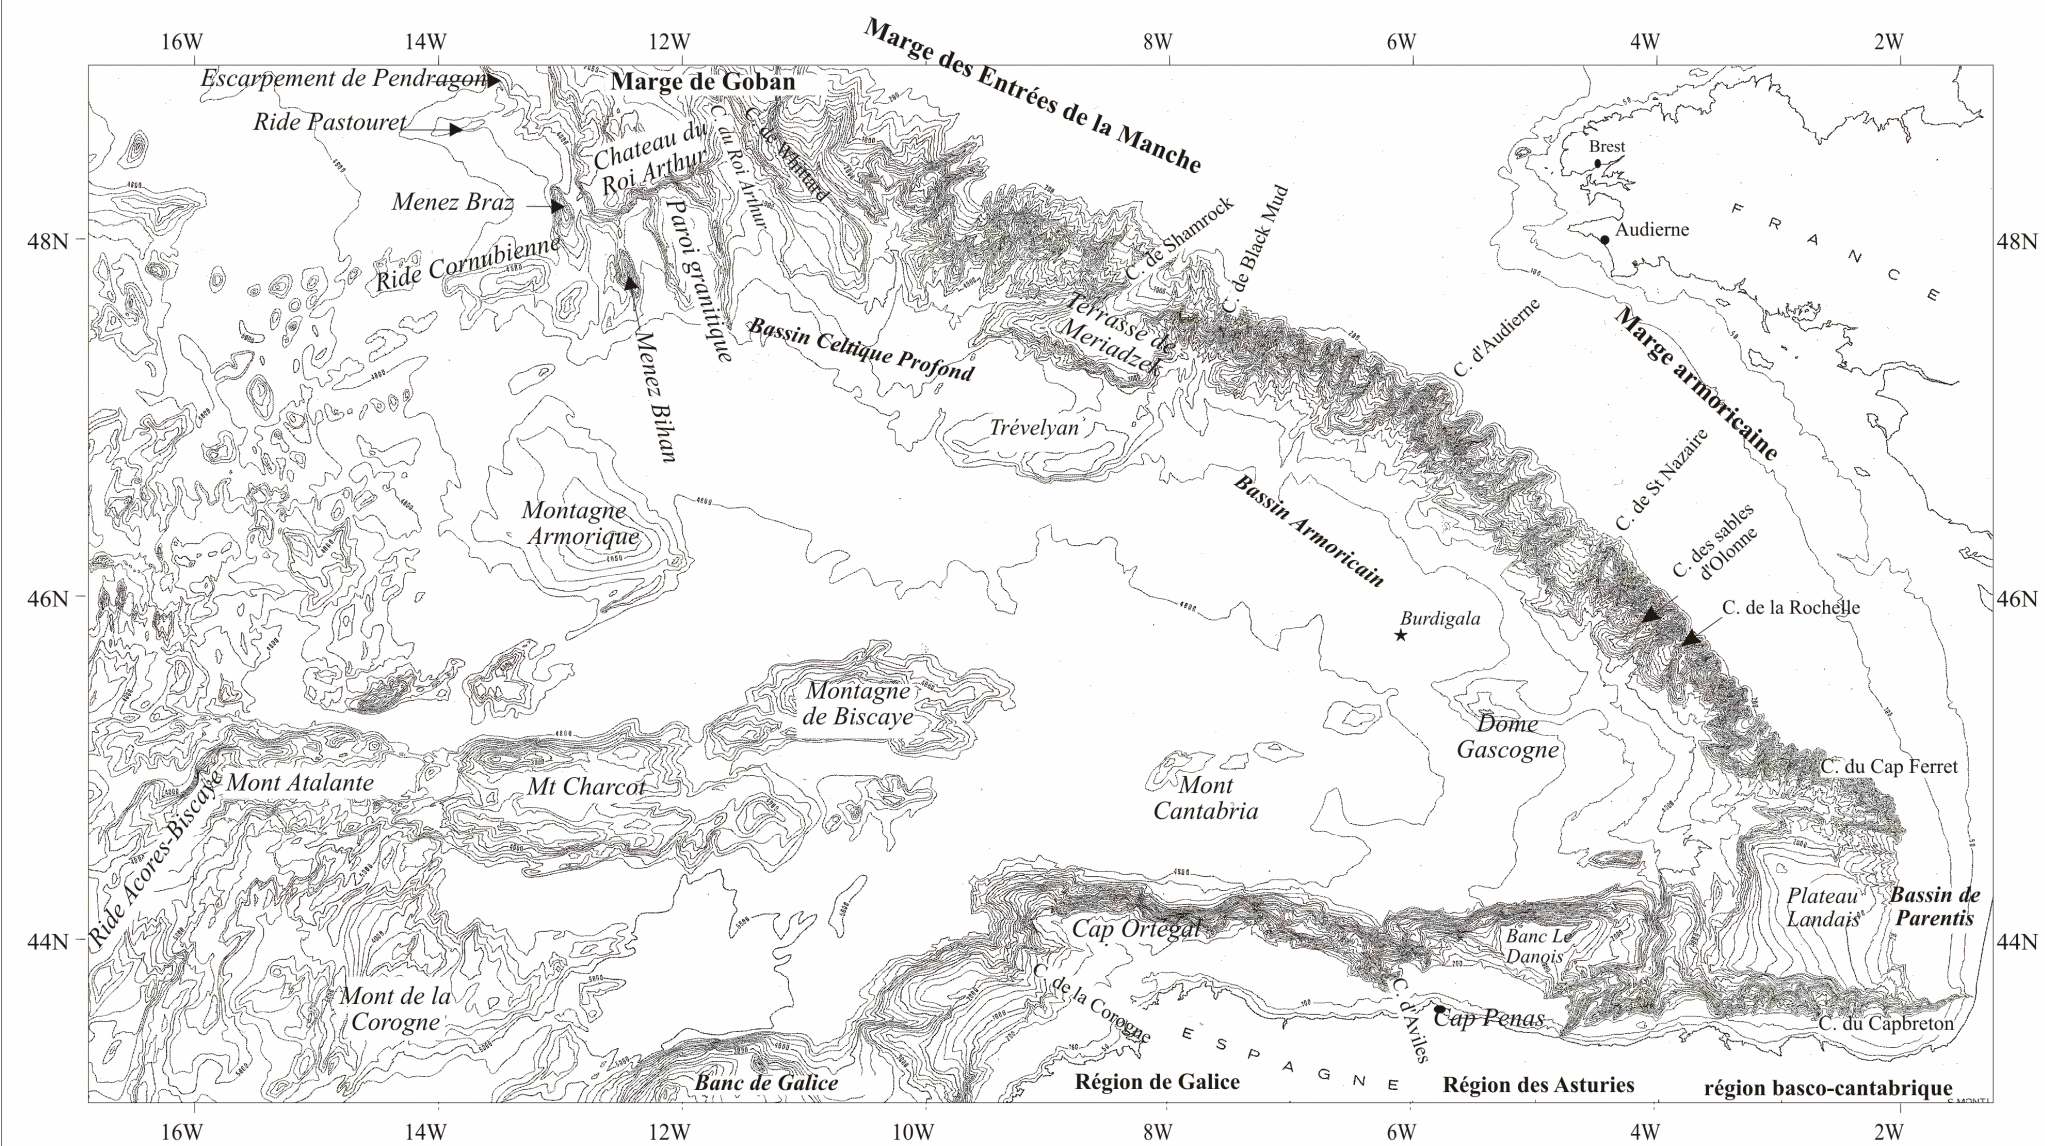 16W 14W 12W 8W 6W 4W 2W
Marge des Entrées de la Manche
Escarpement de Pendragon
Marge de Goban
Ride Pastouret
Chateau du
Roi Arthur
C. du Roi Arthur
C. de Whittard
Brest
Menez Braz
Paroi granitique
C. de Shamrock
C. de Black Mud
FRANCE
Audierne
48N
48N
Ride Cornubienne
Menez Bihan
Bassin Celtique Profond
Terrasse de
Meriadzek
C. d'Audierne
Marge armoricaine
Trévelyan
C. de St Nazaire
Bassin Armoricain
Montagne
Armorique
C. des sables
d'Olonne
46N
46N
C. de la Rochelle
Burdigala
Montagne
de Biscaye
Dome
Gascogne
C. du Cap Ferret
Mont Atalante
Mt Charcot
Mont
Cantabria
Ride Acores-Biscaye
Plateau
Landais
Bassin de
Parentis
44N
44N
Cap Ortegal
Banc Le
Danois
Mont de la
Corogne
C. de la Corogne
C. d'Aviles
Cap Penas
C. du Capbreton
ESPAGNE
Banc de Galice
Région de Galice
Région des Asturies
région basco-cantabrique
16W 14W 12W 10W 8W 6W 4W 2W